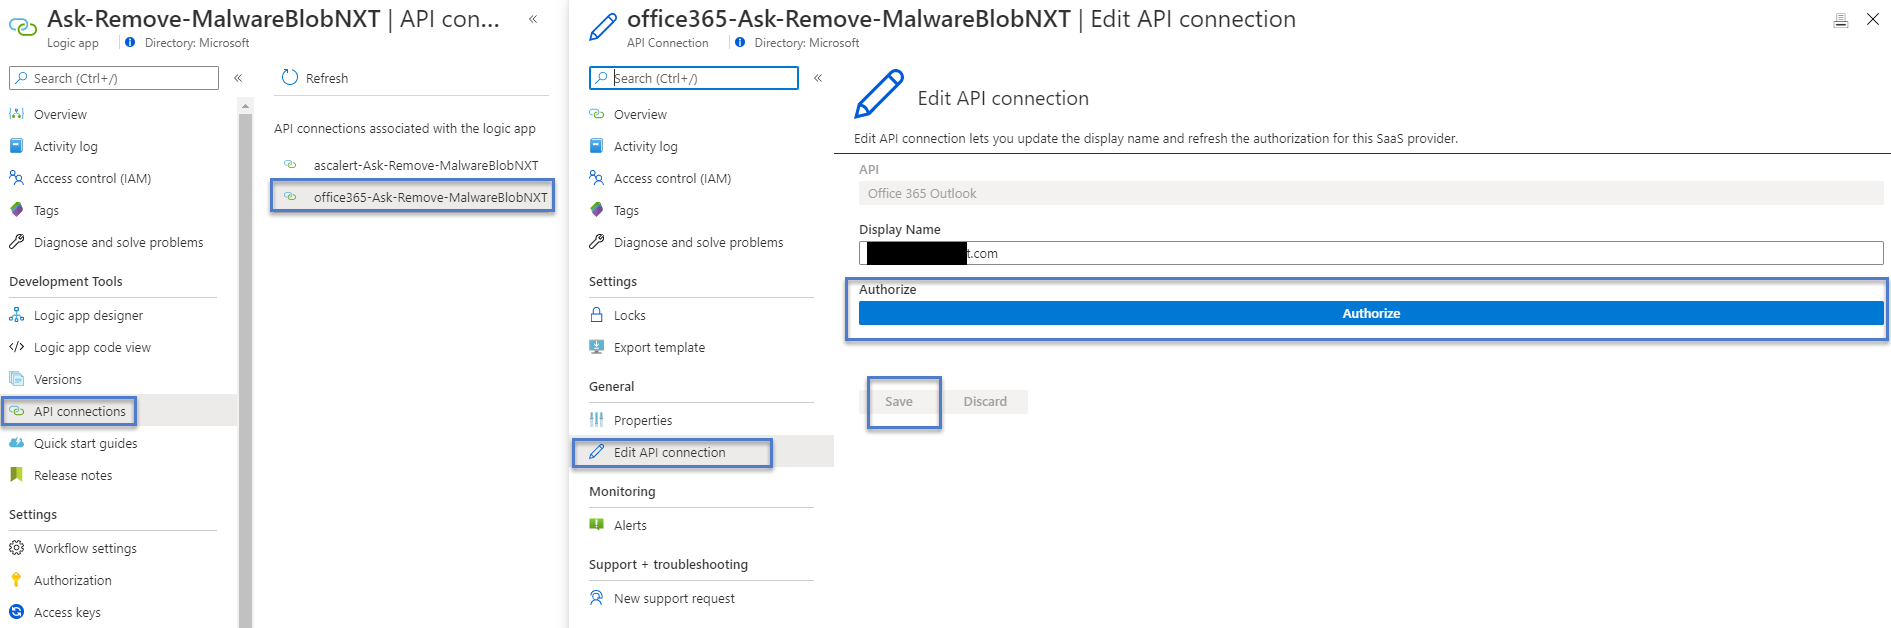 Ask-Remove-MalwareBlobNXT | API con... «
Logic app Directory: Microsoft
Search (Ctrl+/) «
Overview
Activity log
Access control (IAM)
Tags
Diagnose and solve problems
Development Tools
Logic app designer
Logic app code view
Versions
API connections
Quick start guides
Release notes
Settings
Workflow settings
Authorization
Access keys
Refresh
API connections associated with the logic app
ascalert-Ask-Remove-MalwareBlobNXT
office365-Ask-Remove-MalwareBlobNXT
office365-Ask-Remove-MalwareBlobNXT | Edit API connection
API Connection Directory: Microsoft
Search (Ctrl+/) «
Overview
Activity log
Access control (IAM)
Tags
Diagnose and solve problems
Settings
Locks
Export template
General
Properties
Edit API connection
Monitoring
Alerts
Support + troubleshooting
New support request
Edit API connection
Edit API connection lets you update the display name and refresh the authorization for this SaaS provider.
API
Office 365 Outlook
Display Name
t.com
Authorize
Authorize
Save Discard